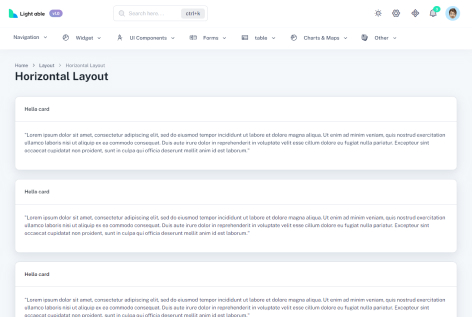 Light able v1.0
Search here...
ctrl+k
2
Navigation
Widget
UI Components
Forms
table
Charts & Maps
Other
Home > Layout > Horizontal Layout
Horizontal Layout
Hello card
"Lorem ipsum dolor sit amet, consectetur adipiscing elit, sed do eiusmod tempor incididunt ut labore et dolore magna aliqua. Ut enim ad minim veniam, quis nostrud exercitation
ullamco laboris nisi ut aliquip ex ea commodo consequat. Duis aute irure dolor in reprehenderit in voluptate velit esse cillum dolore eu fugiat nulla pariatur. Excepteur sint
occaecat cupidatat non proident, sunt in culpa qui officia deserunt mollit anim id est laborum."
Hello card
"Lorem ipsum dolor sit amet, consectetur adipiscing elit, sed do eiusmod tempor incididunt ut labore et dolore magna aliqua. Ut enim ad minim veniam, quis nostrud exercitation
ullamco laboris nisi ut aliquip ex ea commodo consequat. Duis aute irure dolor in reprehenderit in voluptate velit esse cillum dolore eu fugiat nulla pariatur. Excepteur sint
occaecat cupidatat non proident, sunt in culpa qui officia deserunt mollit anim id est laborum."
Hello card
"Lorem ipsum dolor sit amet, consectetur adipiscing elit, sed do eiusmod tempor incididunt ut labore et dolore magna aliqua. Ut enim ad minim veniam, quis nostrud exercitation
ullamco laboris nisi ut aliquip ex ea commodo consequat. Duis aute irure dolor in reprehenderit in voluptate velit esse cillum dolore eu fugiat nulla pariatur. Excepteur sint